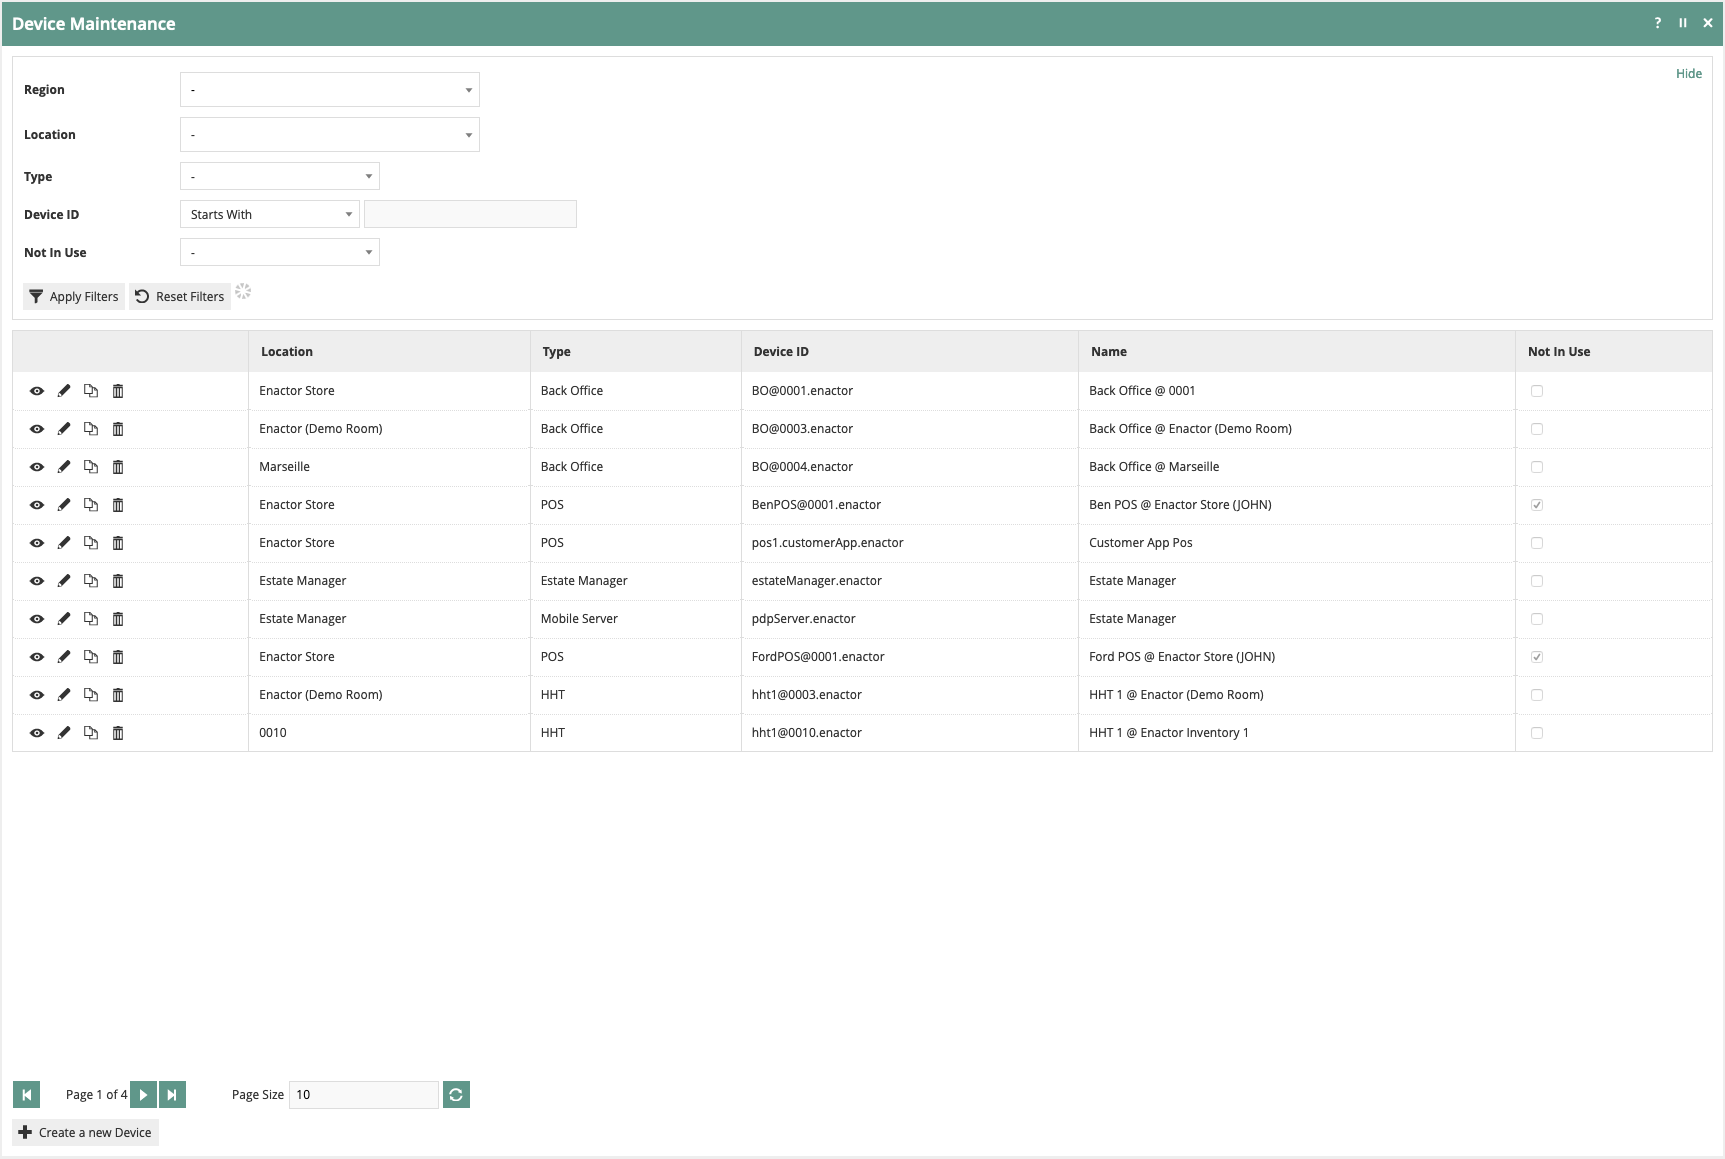 Device Maintenance ?
Hide
Region -
Location -
Type -
Device ID Starts With
Not In Use -
Apply Filters Reset Filters
Location Type Device ID Name Not In Use
Enactor Store Back Office BO@0001.enactor Back Office @ 0001
Enactor (Demo Room) Back Office BO@0003.enactor Back Office @ Enactor (Demo Room)
Marseille Back Office BO@0004.enactor Back Office @ Marseille
Enactor Store POS BenPOS@0001.enactor Ben POS @ Enactor Store (JOHN)
Enactor Store POS pos1.customerApp.enactor Customer App Pos
Estate Manager Estate Manager estateManager.enactor Estate Manager
Estate Manager Mobile Server pdpServer.enactor Estate Manager
Enactor Store POS FordPOS@0001.enactor Ford POS @ Enactor Store (JOHN)
Enactor (Demo Room) HHT hht1@0003.enactor HHT 1 @ Enactor (Demo Room)
0010 HHT hht1@0010.enactor HHT 1 @ Enactor Inventory 1
Page 1 of 4 Page Size 10
Create a new Device